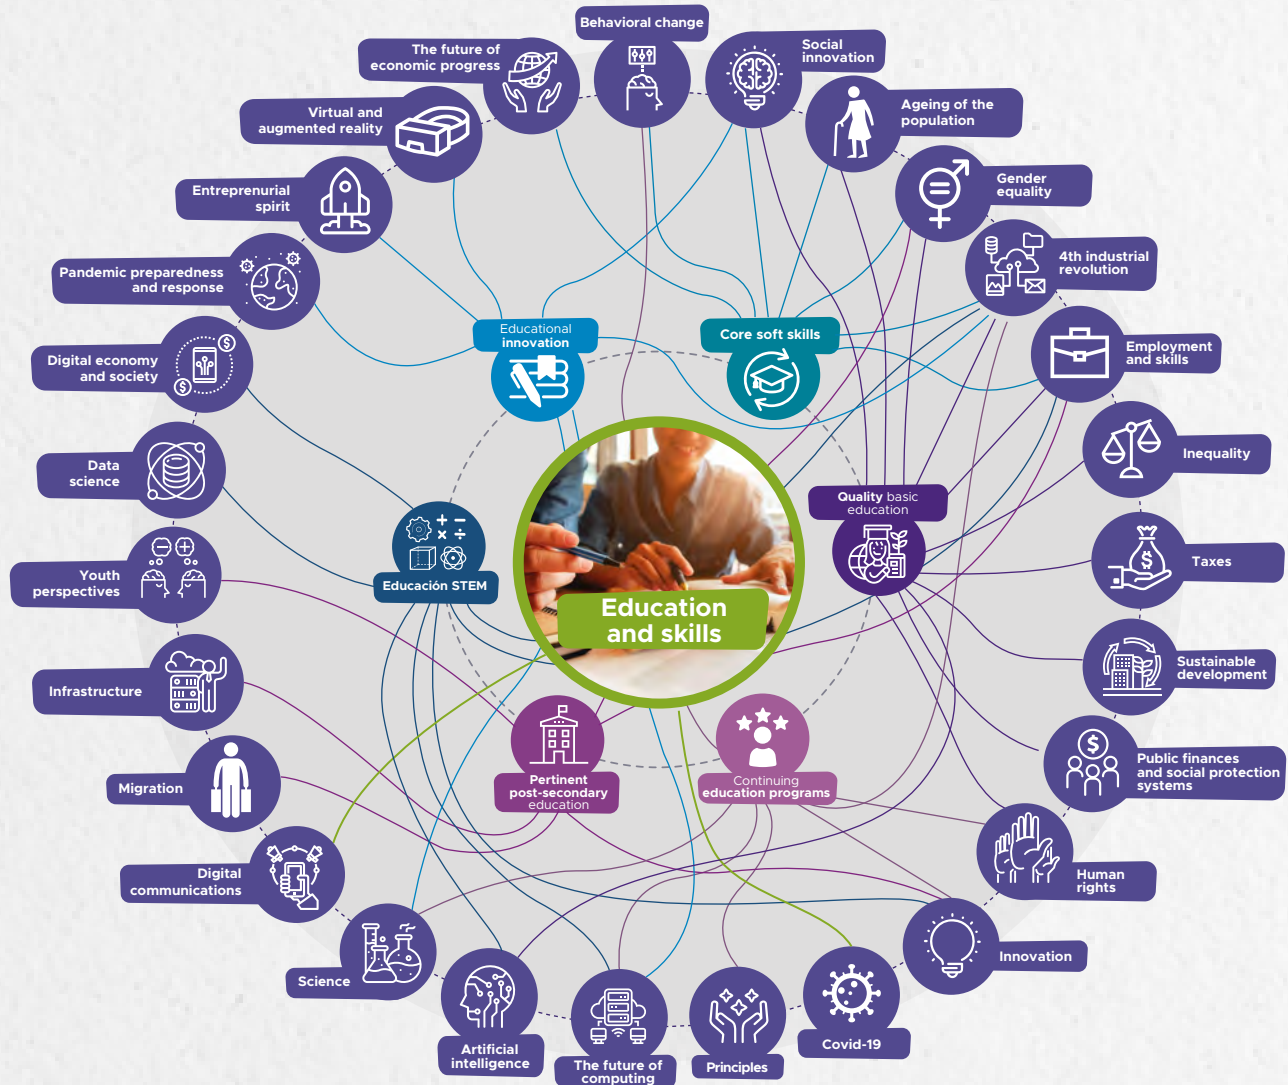 Behavioral change
Social
innovation
Ageing of the
population
Gender
equality
4th industrial
revolution
Employment
and skills
Inequality
Taxes
Sustainable
development
Public finances
and social protection
systems
Human
rights
Innovation
Covid-19
Principles
The future of
computing
Artificial
intelligence
Science
Digital
communications
Migration
Infrastructure
Youth
perspectives
Data
science
Digital economy
and society
Pandemic preparedness
and response
Entreprenurial
spirit
Virtual and
augmented reality
The future of
economic progress
Educational
innovation
Core soft skills
Quality basic
education
Continuing
education programs
Pertinent
post-secondary
education
Educación STEM
Education
and skills